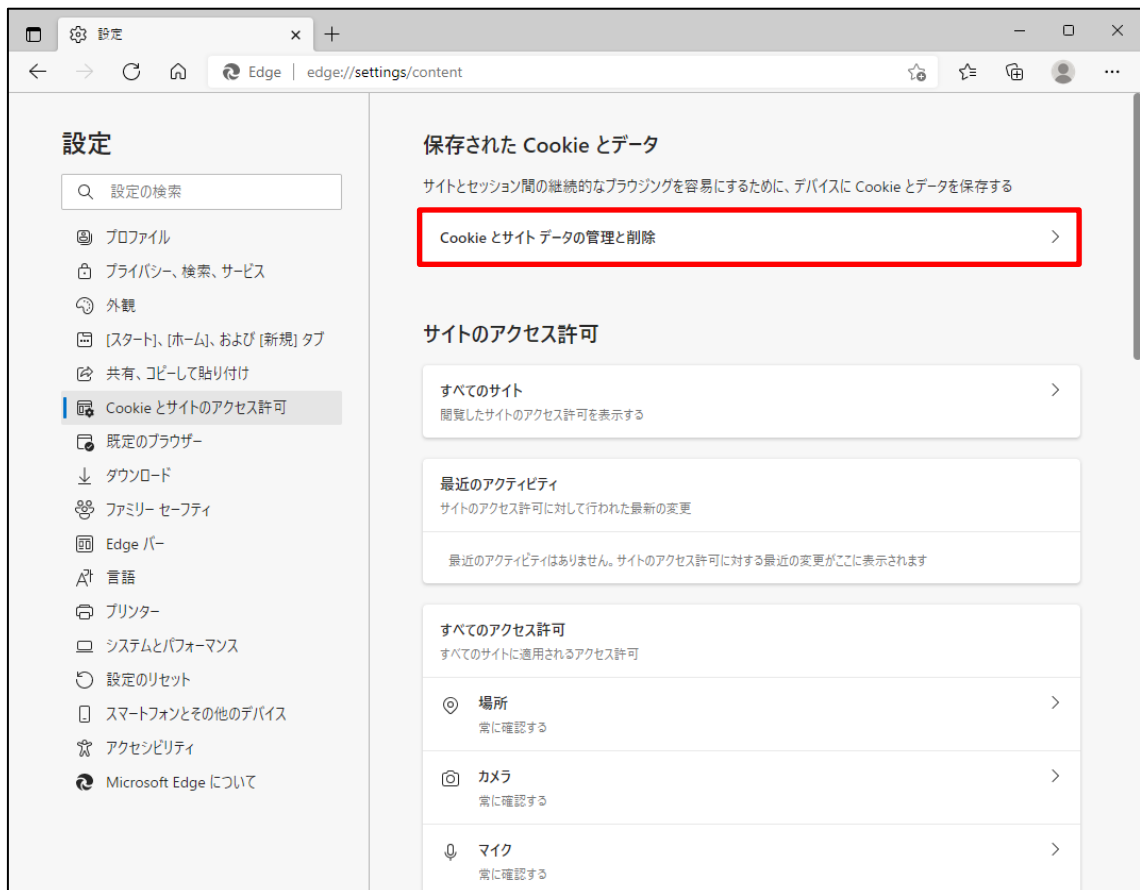 設定
Edge | edge://settings/content
設定
設定の検索
プロファイル
プライバシー、検索、サービス
外観
[スタート]、[ホーム]、および [新規] タブ
共有、コピーして貼り付け
Cookie とサイトのアクセス許可
既定のブラウザー
ダウンロード
ファミリー セーフティ
Edge バー
言語
プリンター
システムとパフォーマンス
設定のリセット
スマートフォンとその他のデバイス
アクセシビリティ
Microsoft Edge について
保存された Cookie とデータ
サイトとセッション間の継続的なブラウジングを容易にするために、デバイスに Cookie とデータを保存する
Cookie とサイト データの管理と削除
サイトのアクセス許可
すべてのサイト
閲覧したサイトのアクセス許可を表示する
最近のアクティビティ
サイトのアクセス許可に対して行われた最新の変更
最近のアクティビティはありません。サイトのアクセス許可に対する最近の変更がここに表示されます
すべてのアクセス許可
すべてのサイトに適用されるアクセス許可
場所
常に確認する
カメラ
常に確認する
マイク
常に確認する